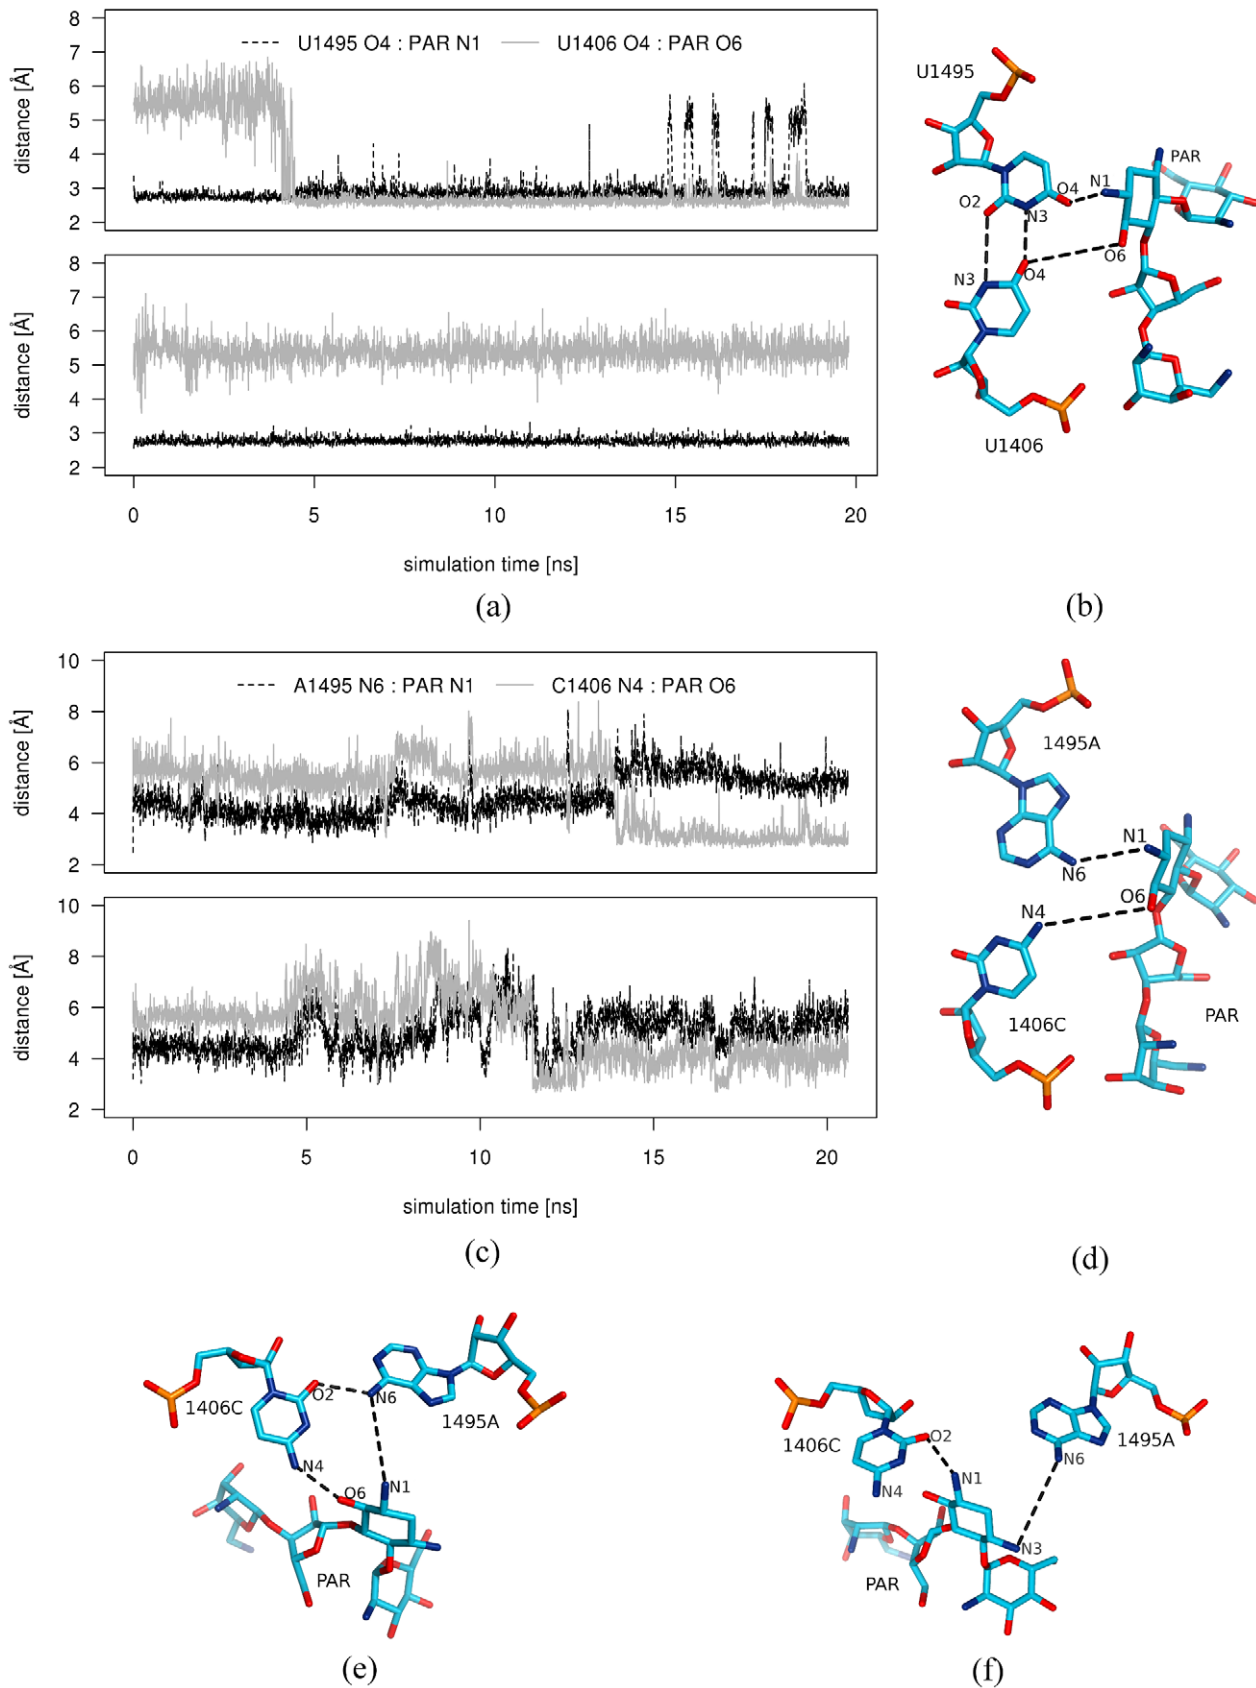 8
7
6
5
4
3
2
distance [Å]
U1495 O4 : PAR N1
U1406 O4 : PAR O6
8
7
6
5
4
3
2
distance [Å]
0
5
10
15
20
simulation time [ns]
(a)
U1495
PAR
O4
N1
O2
N3
O6
N3
O4
U1406
(b)
10
8
6
4
2
distance [Å]
A1495 N6 : PAR N1
C1406 N4 : PAR O6
10
8
6
4
2
distance [Å]
0
5
10
15
20
simulation time [ns]
(c)
1495A
N1
N6
O6
N4
1406C
PAR
(d)
1406C
O2
N6
1495A
N4
O6
N1
PAR
(e)
1406C
O2
1495A
N6
N1
N4
N3
PAR
(f)